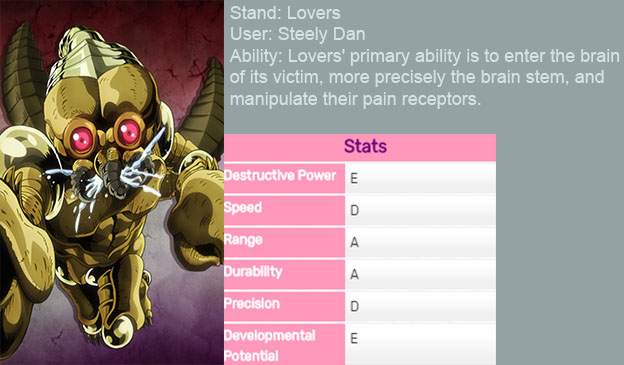 Stand: Lovers
User: Steely Dan
Ability: Lovers' primary ability is to enter the brain
of its victim, more precisely the brain stem, and
manipulate their pain receptors.
Stats
Destructive Power E
Speed D
Range A
Durability A
Precision D
Developmental
Potential E